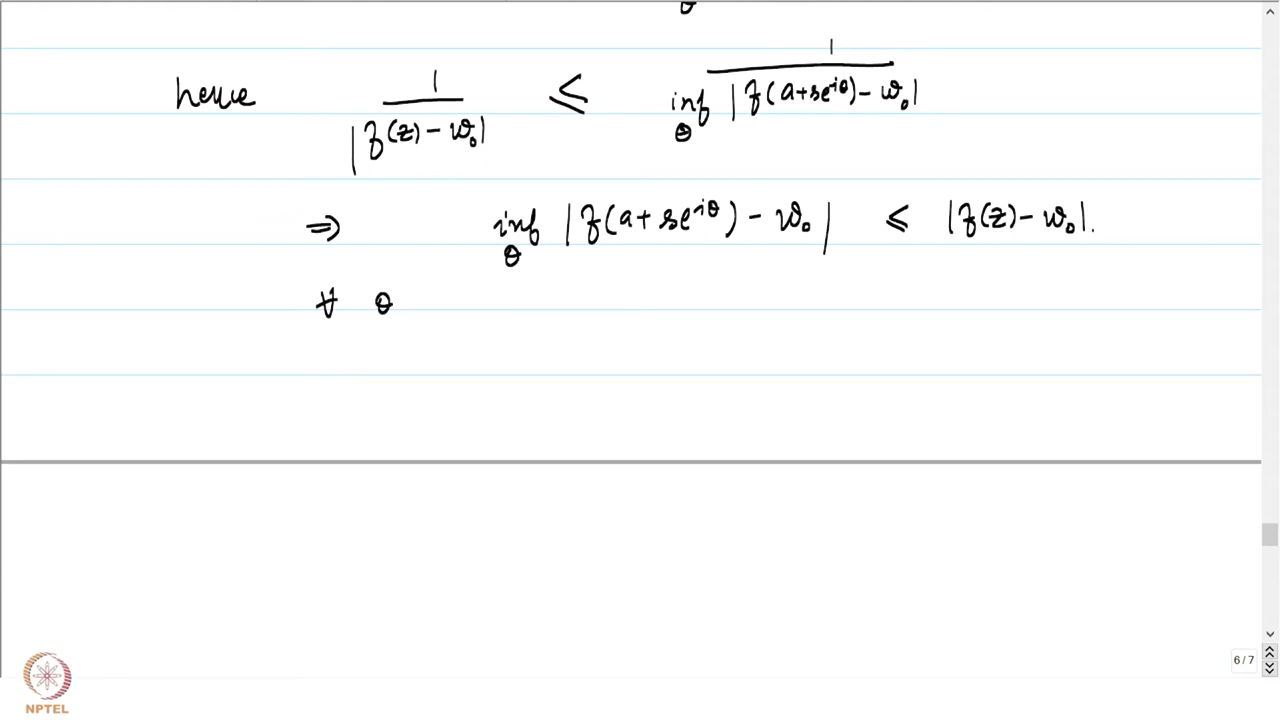 θ
hence 1/|f(z) - w₀| ≤ 1/inf_θ |f(a+se^{iθ}) - w₀|
⇒ inf_θ |f(a+se^{iθ}) - w₀| ≤ |f(z) - w₀|.
∀ θ
6 / 7
NPTEL